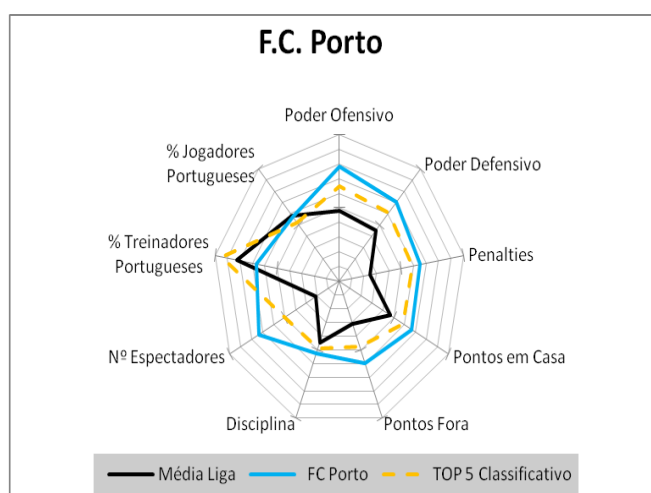 F.C. Porto
Poder Ofensivo
% Jogadores
Portugueses
Poder Defensivo
% Treinadores
Portugueses
Penalties
Nº Espectadores
Pontos em Casa
Disciplina
Pontos Fora
Média Liga
FC Porto
TOP 5 Classificativo